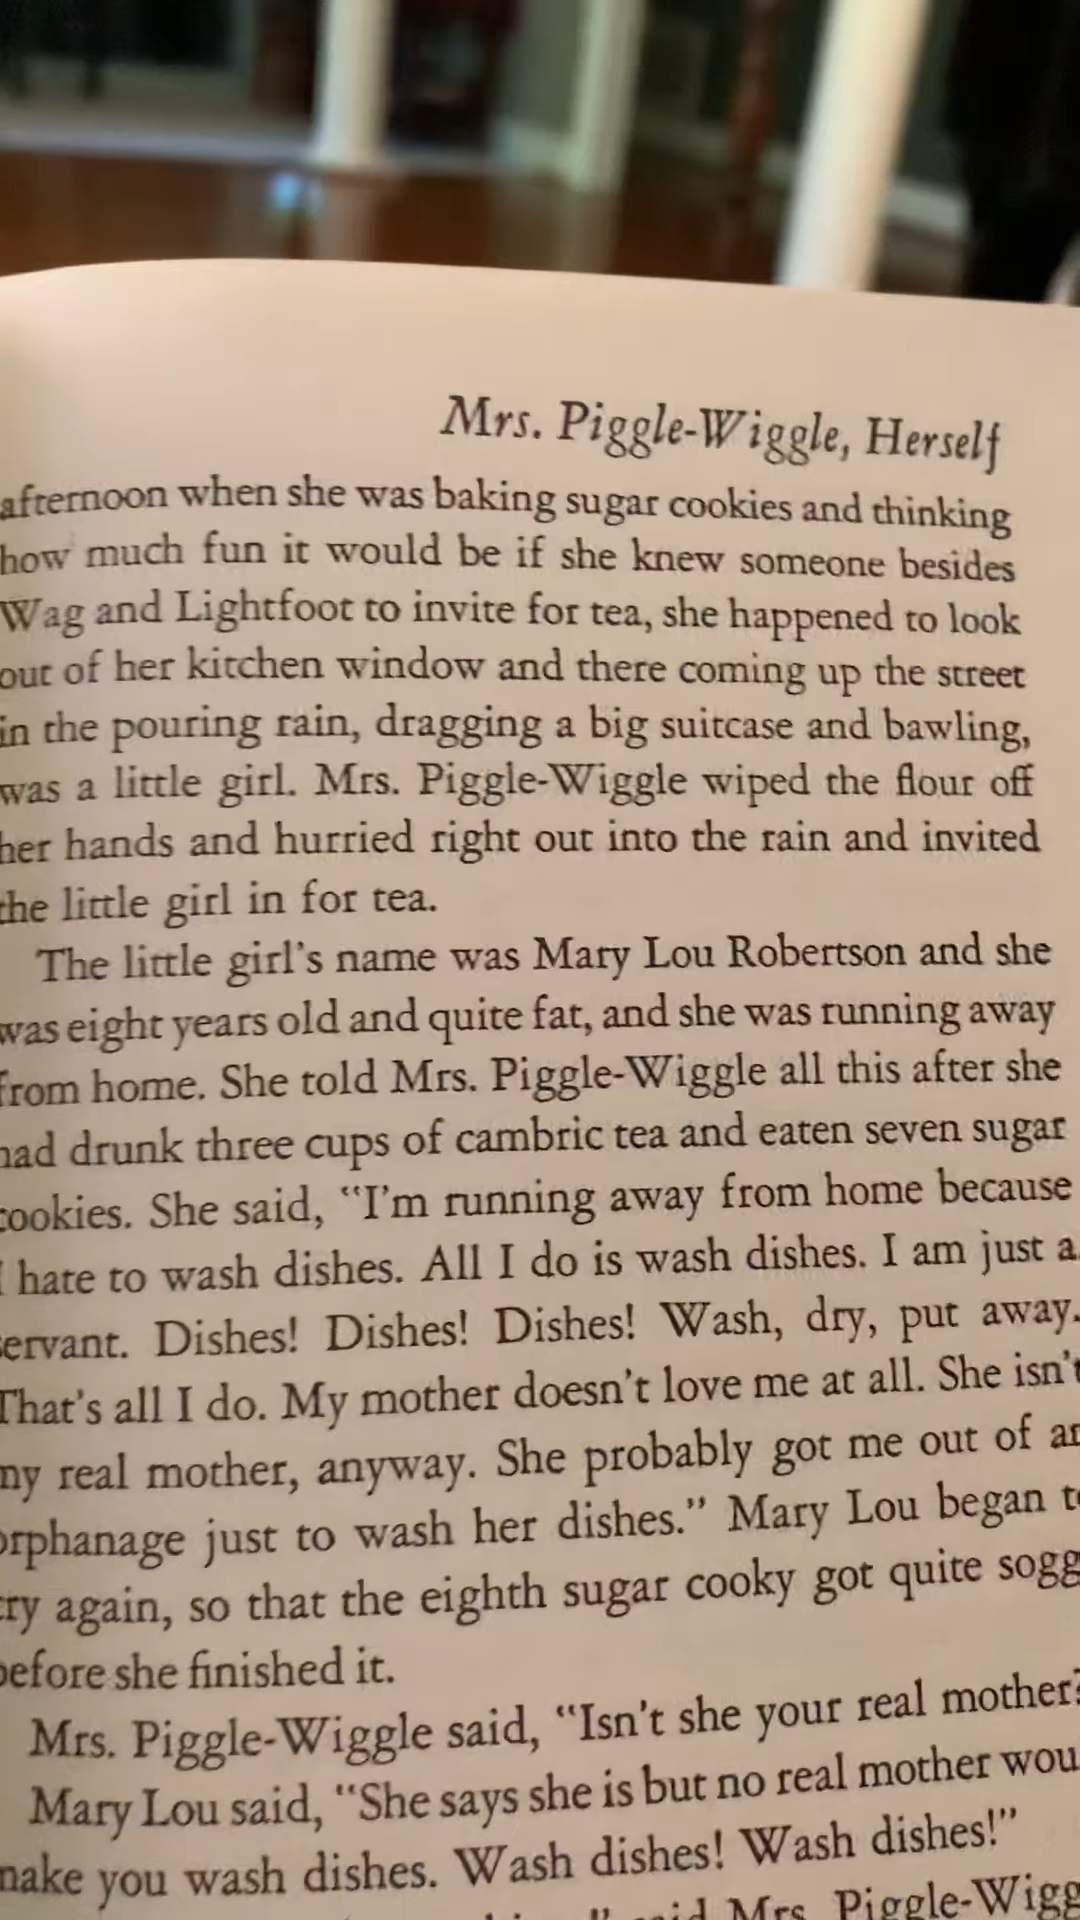 Mrs. Piggle-Wiggle, Herself
afternoon when she was baking sugar cookies and thinking
how much fun it would be if she knew someone besides
Wag and Lightfoot to invite for tea, she happened to look
out of her kitchen window and there coming up the street
in the pouring rain, dragging a big suitcase and bawling,
was a little girl. Mrs. Piggle-Wiggle wiped the flour off
her hands and hurried right out into the rain and invited
the little girl in for tea.
The little girl's name was Mary Lou Robertson and she
was eight years old and quite fat, and she was running away
from home. She told Mrs. Piggle-Wiggle all this after she
had drunk three cups of cambric tea and eaten seven sugar
cookies. She said, “I'm running away from home because
I hate to wash dishes. All I do is wash dishes. I am just a
servant. Dishes! Dishes! Dishes! Wash, dry, put away.
That's all I do. My mother doesn't love me at all. She isn't
my real mother, anyway. She probably got me out of an
orphanage just to wash her dishes.” Mary Lou began to
cry again, so that the eighth sugar cooky got quite sogg
before she finished it.
Mrs. Piggle-Wiggle said, “Isn't she your real mother?
Mary Lou said, “She says she is but no real mother wou
make you wash dishes. Wash dishes! Wash dishes!”
said Mrs. Piggle-Wigg